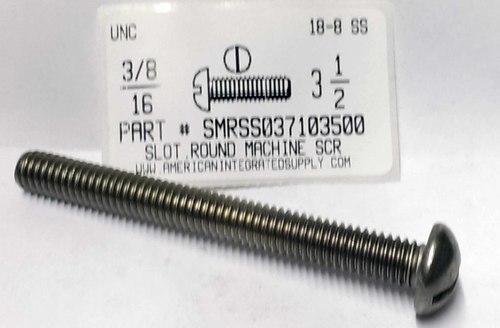 UNC 18-8 SS
3/8
16
3 1/2
PART # SMRSS037103500
SLOT ROUND MACHINE SCR
WWW.AMERICANINTEGRATEDSUPPLY.COM